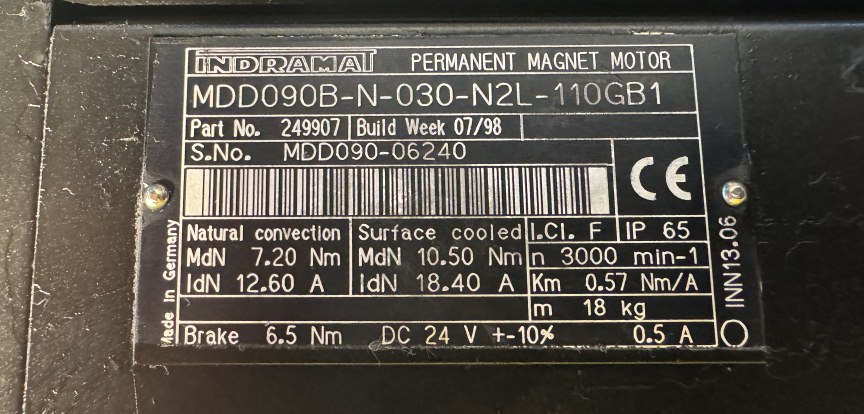 INDRAMAT PERMANENT MAGNET MOTOR
MDD090B-N-030-N2L-110GB1
Part No. 249907 Build Week 07/98
S.No. MDD090-06240
CE
Natural convection Surface cooled I.Cl. F IP 65
MdN 7.20 Nm MdN 10.50 Nm n 3000 min-1
IdN 12.60 A IdN 18.40 A Km 0.57 Nm/A
m 18 kg
Brake 6.5 Nm DC 24 V +-10% 0.5 A
Made in Germany
INN13.06